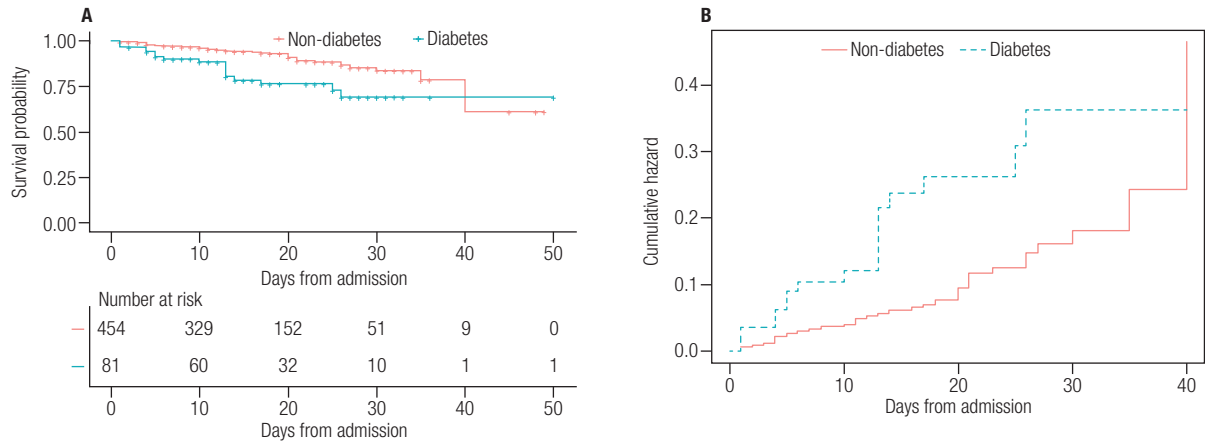 A
Non-diabetes Diabetes
Survival probability
1.00
0.75
0.50
0.25
0.00
0 10 20 30 40 50
Days from admission
Number at risk
454 329 152 51 9 0
81 60 32 10 1 1
0 10 20 30 40 50
Days from admission
B
Non-diabetes Diabetes
Cumulative hazard
0.4
0.3
0.2
0.1
0.0
0 10 20 30 40
Days from admission